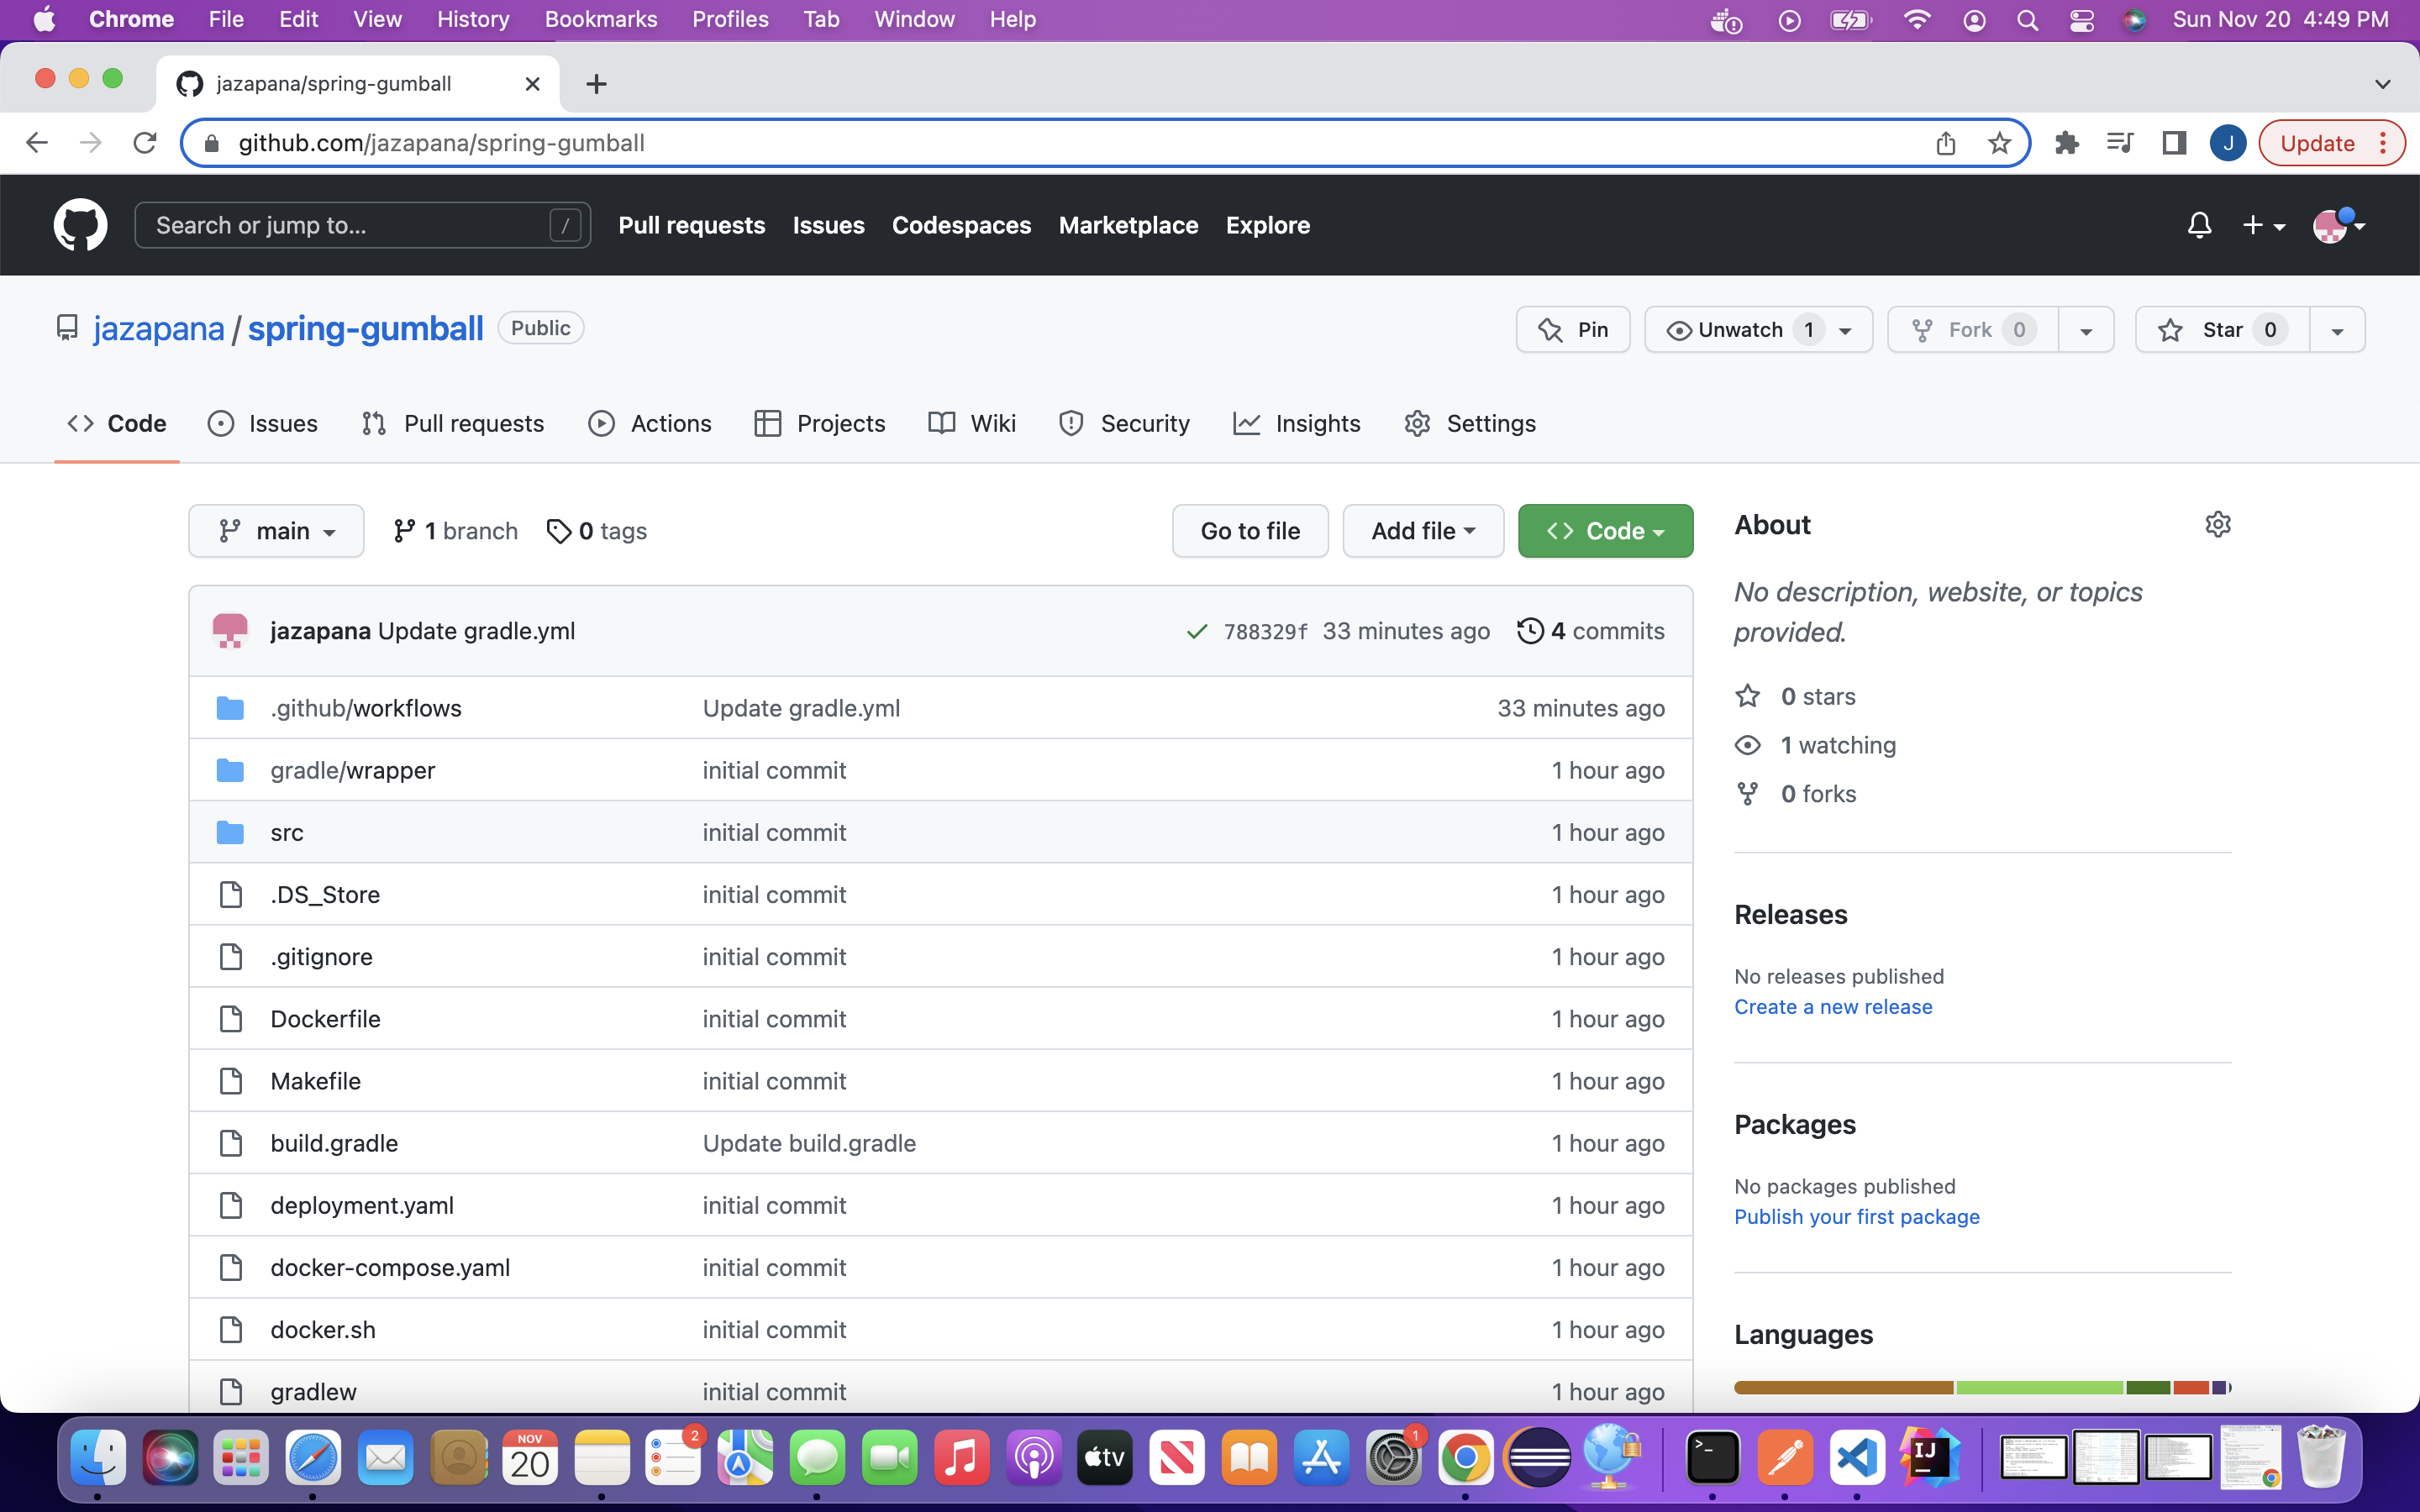 Chrome File Edit View History Bookmarks Profiles Tab Window Help Sun Nov 20 4:49 PM
jazapana/spring-gumball
github.com/jazapana/spring-gumball J Update
Search or jump to... / Pull requests Issues Codespaces Marketplace Explore
jazapana / spring-gumball Public Pin Unwatch 1 Fork 0 Star 0
Code Issues Pull requests Actions Projects Wiki Security Insights Settings
main 1 branch 0 tags Go to file Add file Code
jazapana Update gradle.yml 788329f 33 minutes ago 4 commits
.github/workflows Update gradle.yml 33 minutes ago
gradle/wrapper initial commit 1 hour ago
src initial commit 1 hour ago
.DS_Store initial commit 1 hour ago
.gitignore initial commit 1 hour ago
Dockerfile initial commit 1 hour ago
Makefile initial commit 1 hour ago
build.gradle Update build.gradle 1 hour ago
deployment.yaml initial commit 1 hour ago
docker-compose.yaml initial commit 1 hour ago
docker.sh initial commit 1 hour ago
gradlew initial commit 1 hour ago
About
No description, website, or topics
provided.
0 stars
1 watching
0 forks
Releases
No releases published
Create a new release
Packages
No packages published
Publish your first package
Languages
NOV
20
2
tv
1
>_
IJ